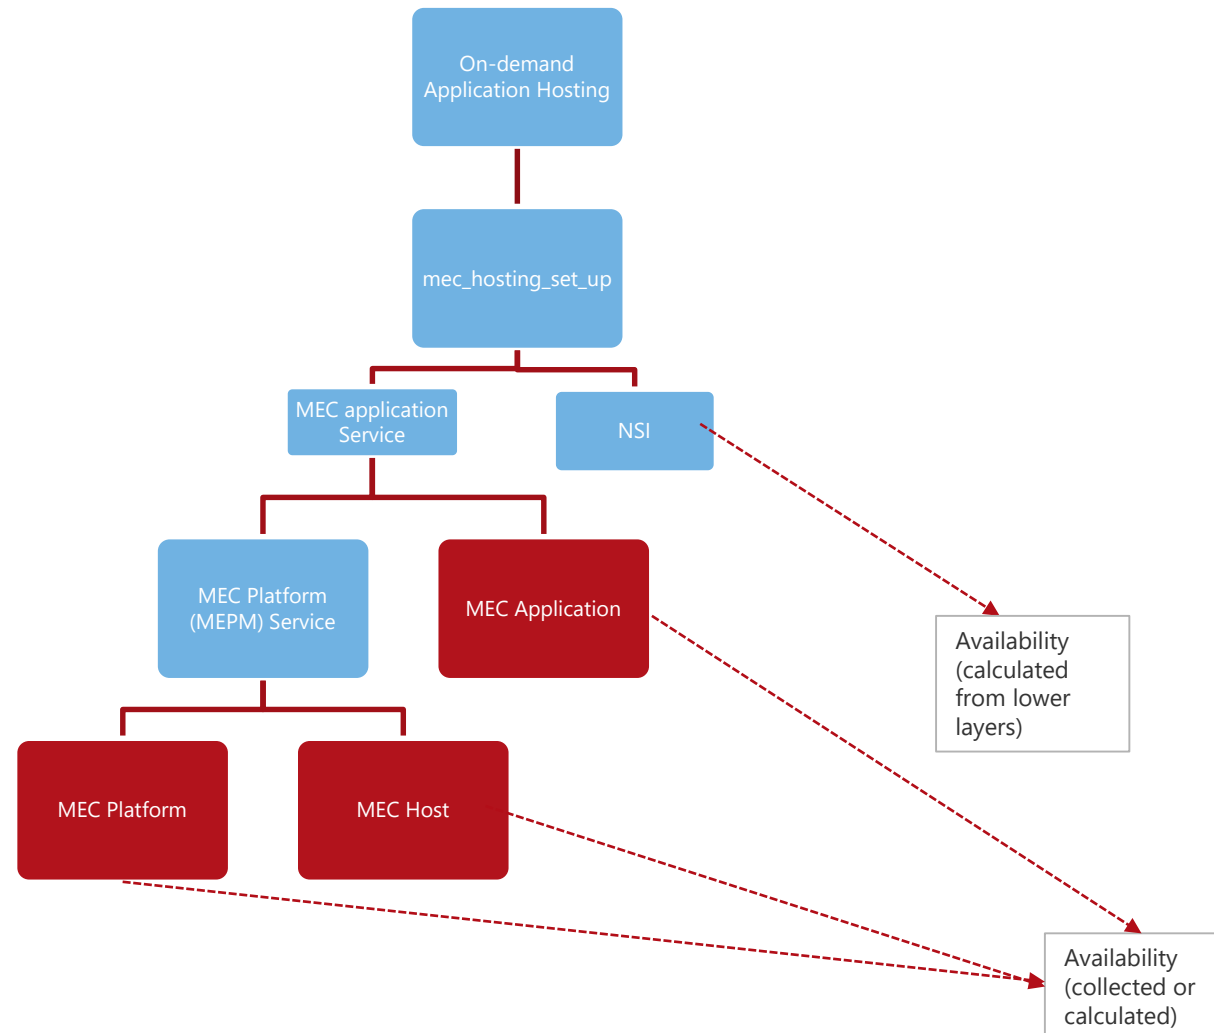 On-demand
Application Hosting
mec_hosting_set_up
MEC application
Service
NSI
MEC Platform
(MEPM) Service
MEC Application
Availability
(calculated
from lower
layers)
MEC Platform
MEC Host
Availability
(collected or
calculated)